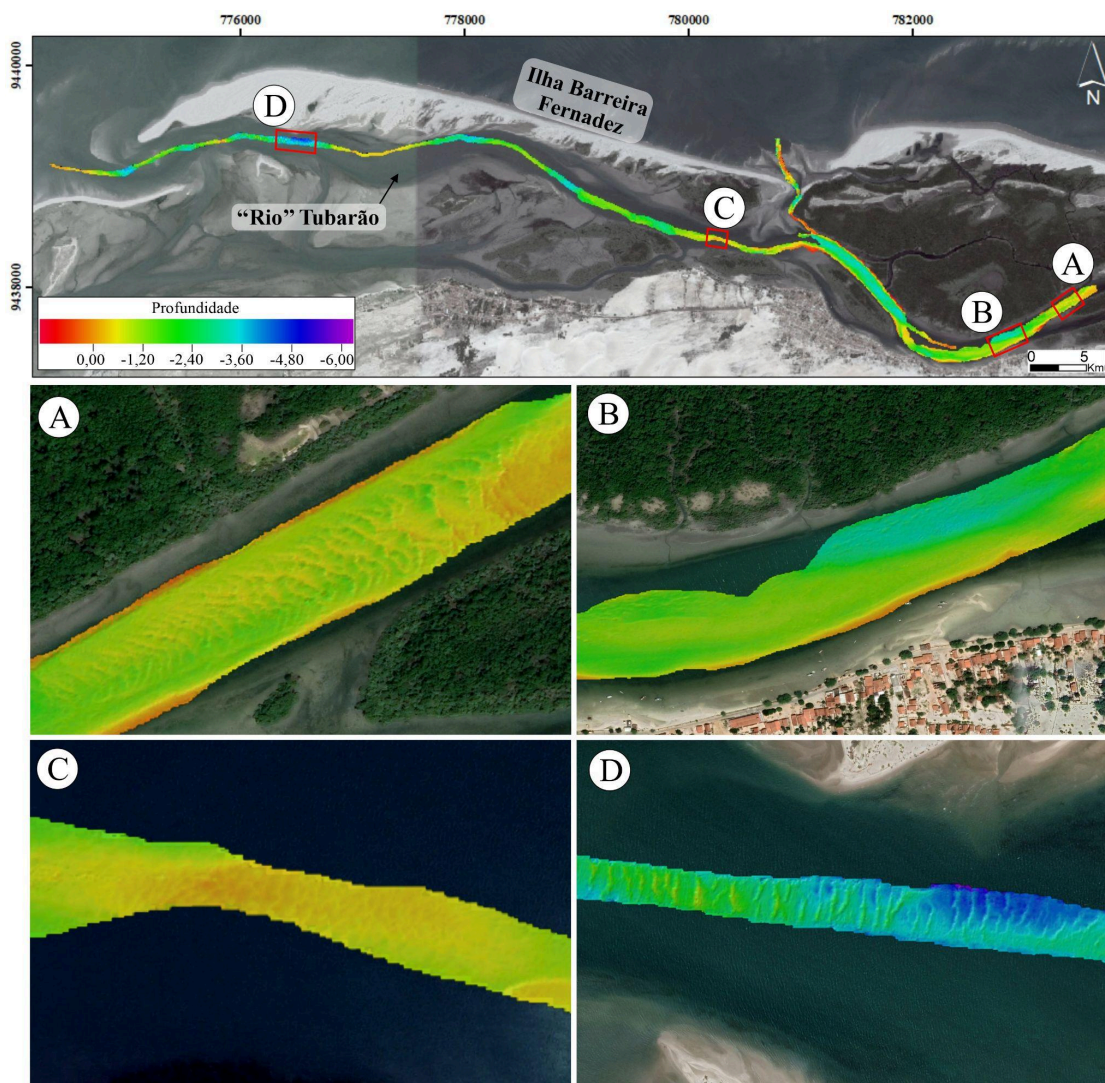 776000 778000 780000 782000
9440000
9438000
Ilha Barreira
Fernadez
N
D
“Rio” Tubarão
C
A
B
Profundidade
0,00 -1,20 -2,40 -3,60 -4,80 -6,00
0 5
Km
A
B
C
D